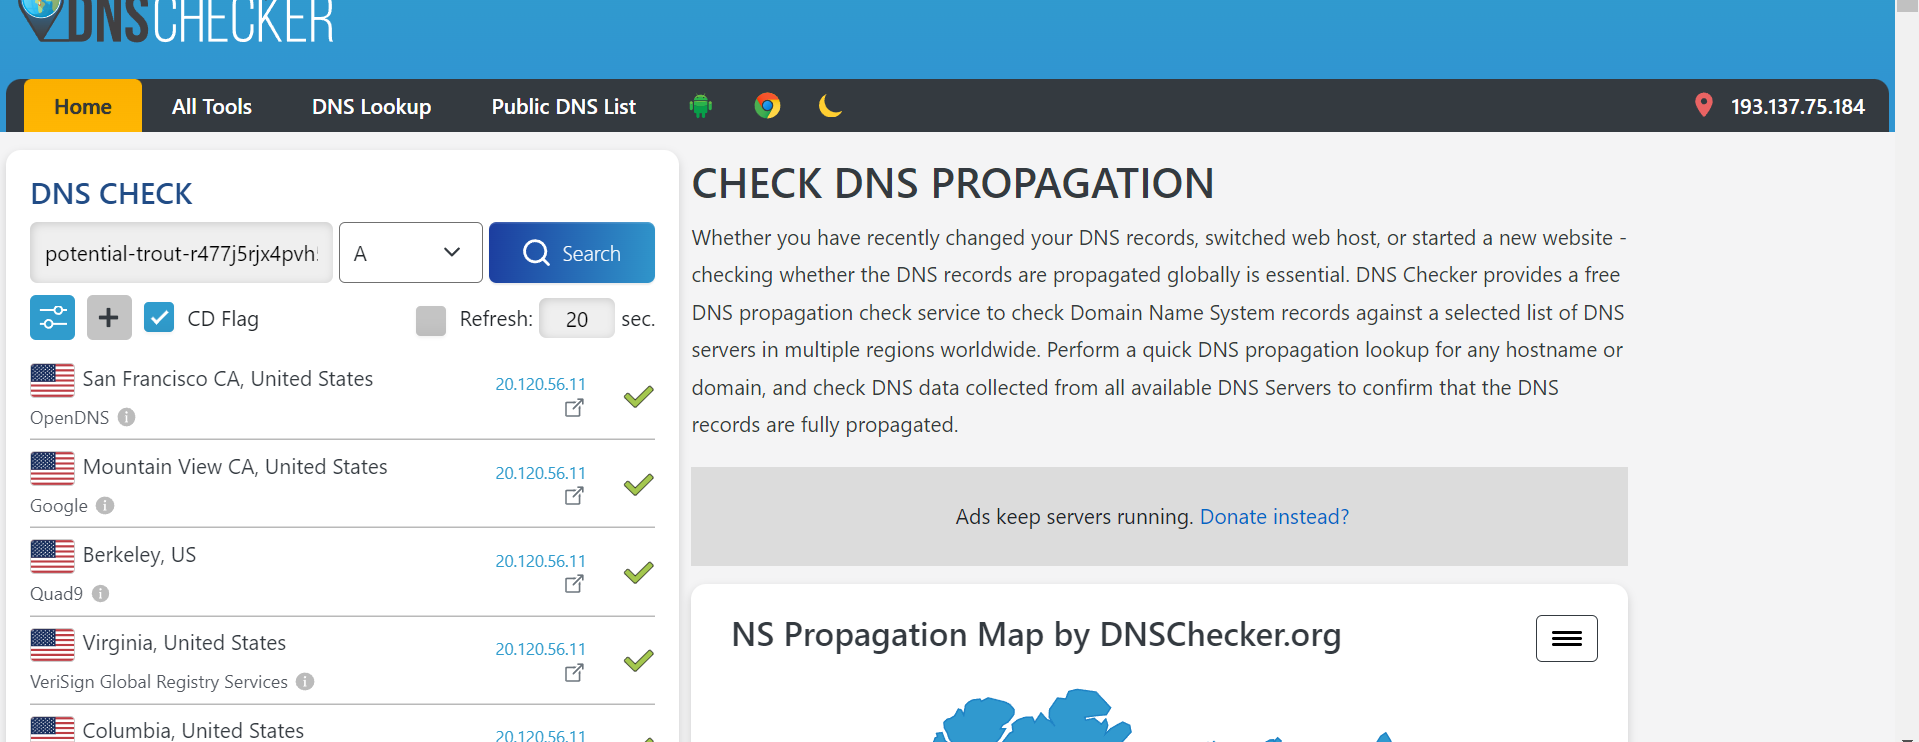 DNSCHECKER
Home
All Tools
DNS Lookup
Public DNS List
193.137.75.184
DNS CHECK
potential-trout-r477j5rjx4pvh
A
Search
CD Flag
Refresh:
20
sec.
San Francisco CA, United States
20.120.56.11
OpenDNS
Mountain View CA, United States
20.120.56.11
Google
Berkeley, US
20.120.56.11
Quad9
Virginia, United States
20.120.56.11
VeriSign Global Registry Services
Columbia, United States
20.120.56.11
CHECK DNS PROPAGATION
Whether you have recently changed your DNS records, switched web host, or started a new website -
checking whether the DNS records are propagated globally is essential. DNS Checker provides a free
DNS propagation check service to check Domain Name System records against a selected list of DNS
servers in multiple regions worldwide. Perform a quick DNS propagation lookup for any hostname or
domain, and check DNS data collected from all available DNS Servers to confirm that the DNS
records are fully propagated.
Ads keep servers running. Donate instead?
NS Propagation Map by DNSChecker.org